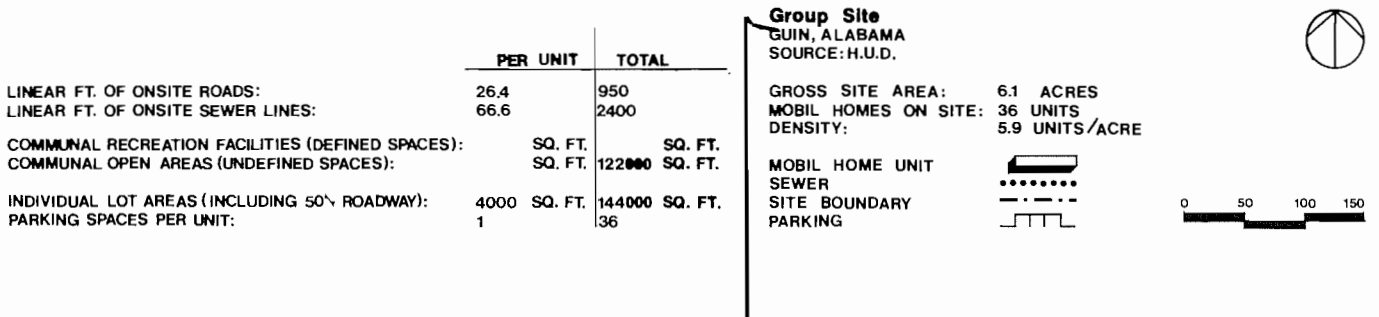 PER UNIT TOTAL
LINEAR FT. OF ONSITE ROADS: 26.4 950
LINEAR FT. OF ONSITE SEWER LINES: 66.6 2400
COMMUNAL RECREATION FACILITIES (DEFINED SPACES): SQ. FT. SQ. FT.
COMMUNAL OPEN AREAS (UNDEFINED SPACES): SQ. FT. 122000 SQ. FT.
INDIVIDUAL LOT AREAS (INCLUDING 50% ROADWAY): 4000 SQ. FT. 144000 SQ. FT.
PARKING SPACES PER UNIT: 1 36
Group Site
GUIN, ALABAMA
SOURCE: H.U.D.
GROSS SITE AREA: 6.1 ACRES
MOBIL HOMES ON SITE: 36 UNITS
DENSITY: 5.9 UNITS/ACRE
MOBIL HOME UNIT
SEWER
SITE BOUNDARY
PARKING
0 50 100 150